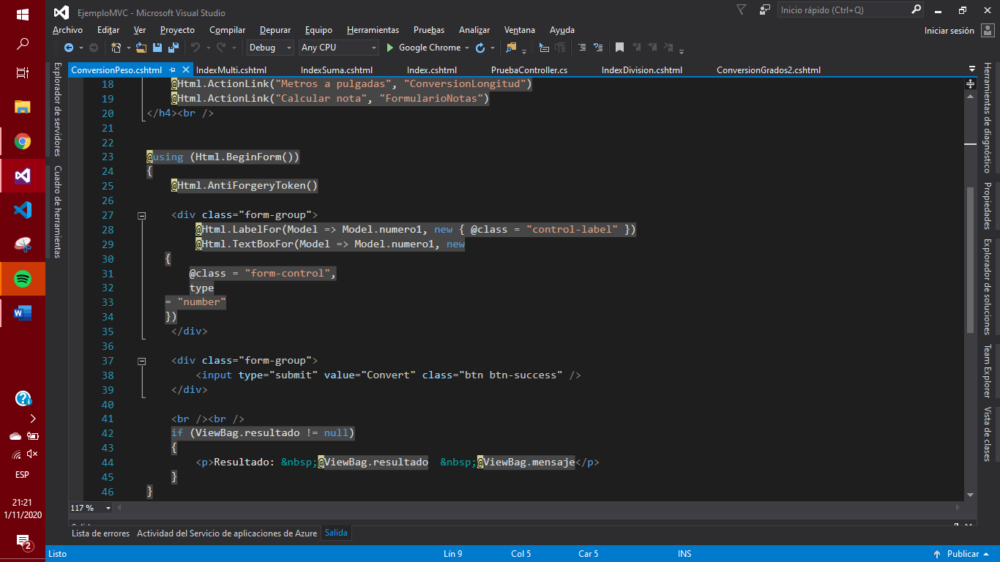 EjemploMVC - Microsoft Visual Studio
Inicio rápido (Ctrl+Q)
Archivo Editar Ver Proyecto Compilar Depurar Equipo Herramientas Pruebas Analizar Ventana Ayuda
Iniciar sesión
Debug Any CPU Google Chrome
ConversionPeso.cshtml IndexMulti.cshtml IndexSuma.cshtml Index.cshtml PruebaController.cs IndexDivision.cshtml ConversionGrados2.cshtml
Explorador de servidores
Cuadro de herramientas
18 @Html.ActionLink("Metros a pulgadas", "ConversionLongitud")
19 @Html.ActionLink("Calcular nota", "FormularioNotas")
20 </h4><br />
21
22
23 @using (Html.BeginForm())
24 {
25 @Html.AntiForgeryToken()
26
27 <div class="form-group">
28 @Html.LabelFor(Model => Model.numero1, new { @class = "control-label" })
29 @Html.TextBoxFor(Model => Model.numero1, new
30 {
31 @class = "form-control",
32 type
33 = "number"
34 })
35 </div>
36
37 <div class="form-group">
38 <input type="submit" value="Convert" class="btn btn-success" />
39 </div>
40
41 <br /><br />
42 if (ViewBag.resultado != null)
43 {
44 <p>Resultado: &nbsp;@ViewBag.resultado &nbsp;@ViewBag.mensaje</p>
45 }
46 }
Herramientas de diagnóstico
Propiedades
Explorador de soluciones
Team Explorer
Vista de clases
117 %
Salida
Lista de errores Actividad del Servicio de aplicaciones de Azure Salida
Listo Lín 9 Col 5 Car 5 INS Publicar
ESP
21:21
1/11/2020
2